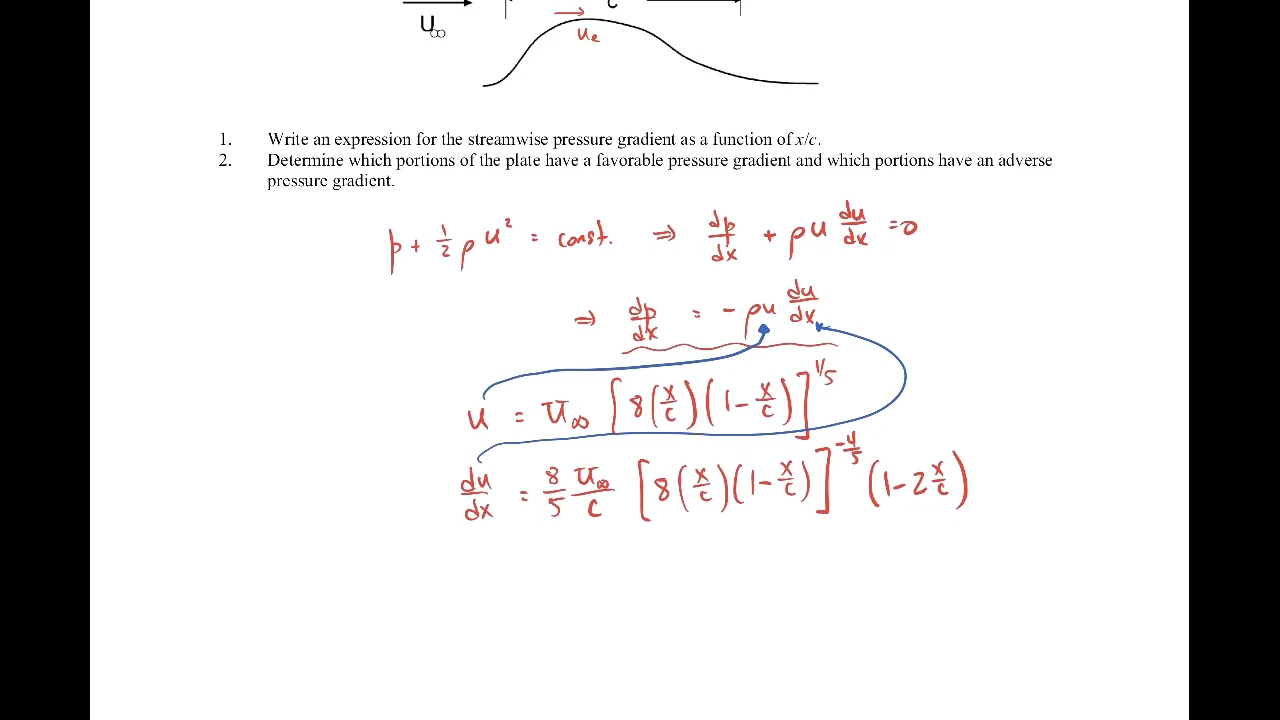 c
U∞
ue
1. Write an expression for the streamwise pressure gradient as a function of x/c.
2. Determine which portions of the plate have a favorable pressure gradient and which portions have an adverse
pressure gradient.
p + 1/2 ρ u² = const. ⇒ dp/dx + ρu du/dx = 0
⇒ dp/dx = - ρu du/dx
u = U∞ [8(x/c)(1 - x/c)]^1/5
du/dx = 8/5 U∞/c [8(x/c)(1 - x/c)]^-4/5 (1 - 2 x/c)